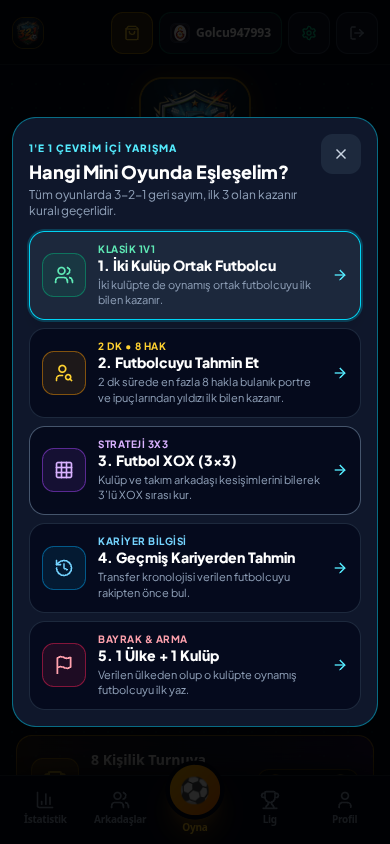 Golcu947993
1'E 1 ÇEVRİM İÇİ YARIŞMA
Hangi Mini Oyunda Eşleşelim?
Tüm oyunlarda 3–2–1 geri sayım, ilk 3 olan kazanır
kuralı geçerlidir.
KLASİK 1V1
1. İki Kulüp Ortak Futbolcu
İki kulüpte de oynamış ortak futbolcuyu ilk
bilen kazanır.
2 DK • 8 HAK
2. Futbolcuyu Tahmin Et
2 dk sürede en fazla 8 hakla bulanık portre
ve ipuçlarından yıldızı ilk bilen kazanır.
STRATEJİ 3X3
3. Futbol XOX (3×3)
Kulüp ve takım arkadaşı kesişimlerini bilerek
3'lü XOX sırası kur.
KARİYER BİLGİSİ
4. Geçmiş Kariyerden Tahmin
Transfer kronolojisi verilen futbolcuyu
rakipten önce bul.
BAYRAK & ARMA
5. 1 Ülke + 1 Kulüp
Verilen ülkeden olup o kulüpte oynamış
futbolcuyu ilk yaz.
8 Kişilik Turnuva
İstatistik
Arkadaşlar
Oyna
Lig
Profil